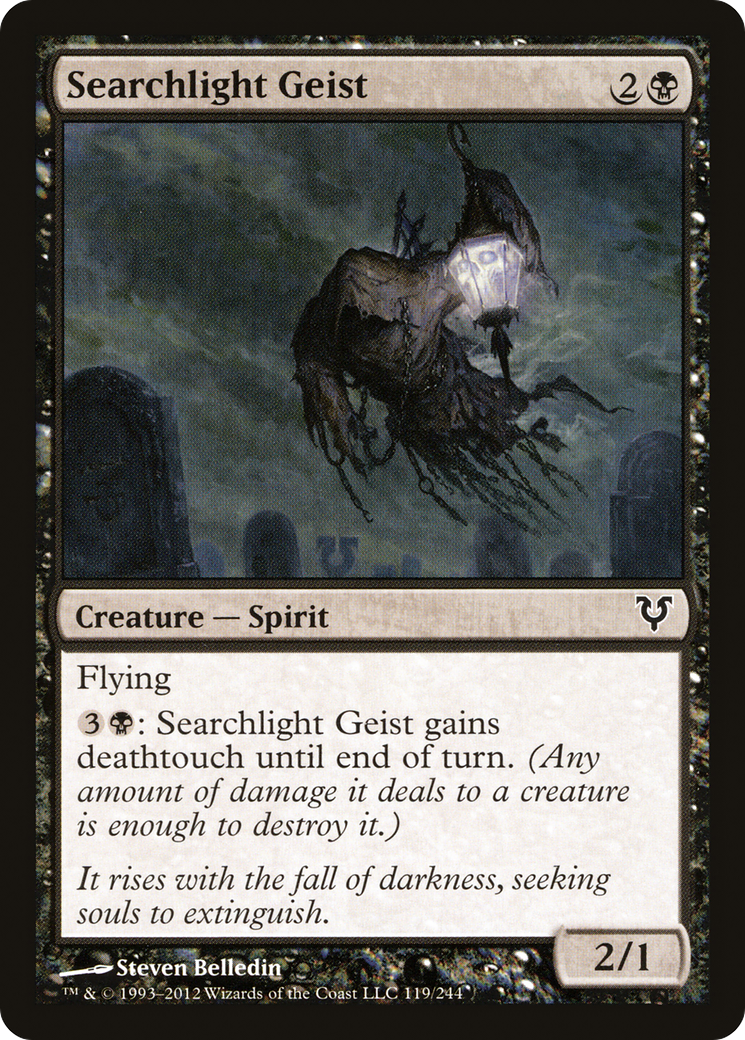 Searchlight Geist 2
Creature — Spirit
Flying
3: Searchlight Geist gains
deathtouch until end of turn. (Any
amount of damage it deals to a creature
is enough to destroy it.)
It rises with the fall of darkness, seeking
souls to extinguish.
2/1
Steven Belledin
™ & © 1993–2012 Wizards of the Coast LLC 119/244